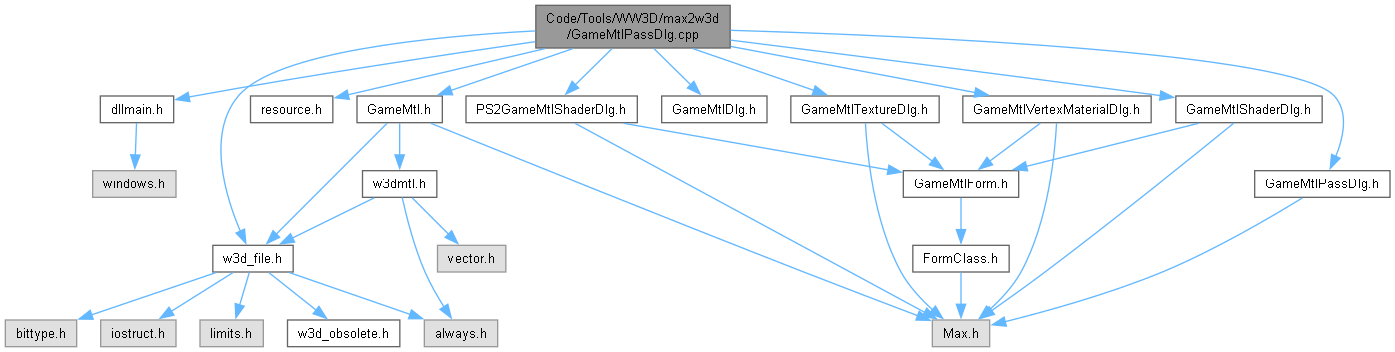 Code/Tools/WW3D/max2w3d
/GameMtlPassDlg.cpp
dllmain.h
resource.h
GameMtl.h
PS2GameMtlShaderDlg.h
GameMtlDlg.h
GameMtlTextureDlg.h
GameMtlVertexMaterialDlg.h
GameMtlShaderDlg.h
windows.h
w3dmtl.h
GameMtlForm.h
GameMtlPassDlg.h
w3d_file.h
vector.h
FormClass.h
bittype.h
iostruct.h
limits.h
w3d_obsolete.h
always.h
Max.h